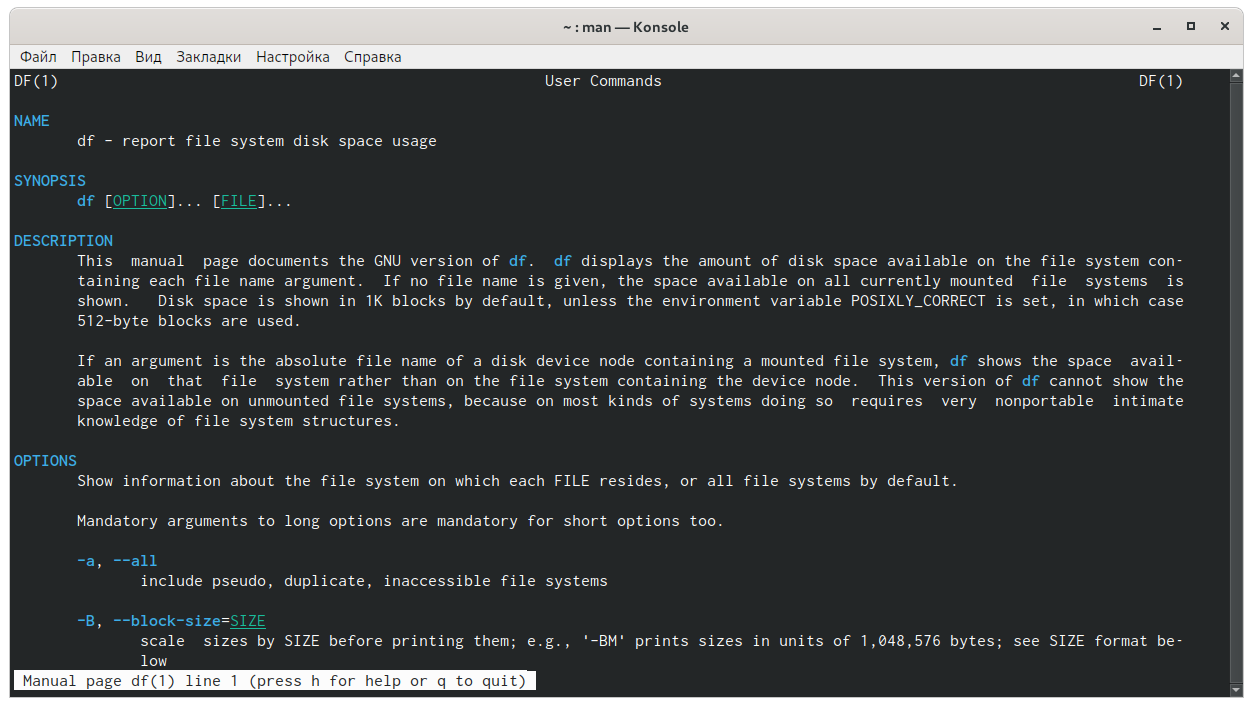 ~ : man — Konsole
Файл Правка Вид Закладки Настройка Справка
DF(1) User Commands DF(1)
NAME
df - report file system disk space usage
SYNOPSIS
df [OPTION]... [FILE]...
DESCRIPTION
This manual page documents the GNU version of df. df displays the amount of disk space available on the file system con-
taining each file name argument. If no file name is given, the space available on all currently mounted file systems is
shown. Disk space is shown in 1K blocks by default, unless the environment variable POSIXLY_CORRECT is set, in which case
512-byte blocks are used.
If an argument is the absolute file name of a disk device node containing a mounted file system, df shows the space avail-
able on that file system rather than on the file system containing the device node. This version of df cannot show the
space available on unmounted file systems, because on most kinds of systems doing so requires very nonportable intimate
knowledge of file system structures.
OPTIONS
Show information about the file system on which each FILE resides, or all file systems by default.
Mandatory arguments to long options are mandatory for short options too.
-a, --all
include pseudo, duplicate, inaccessible file systems
-B, --block-size=SIZE
scale sizes by SIZE before printing them; e.g., '-BM' prints sizes in units of 1,048,576 bytes; see SIZE format be-
low
Manual page df(1) line 1 (press h for help or q to quit)